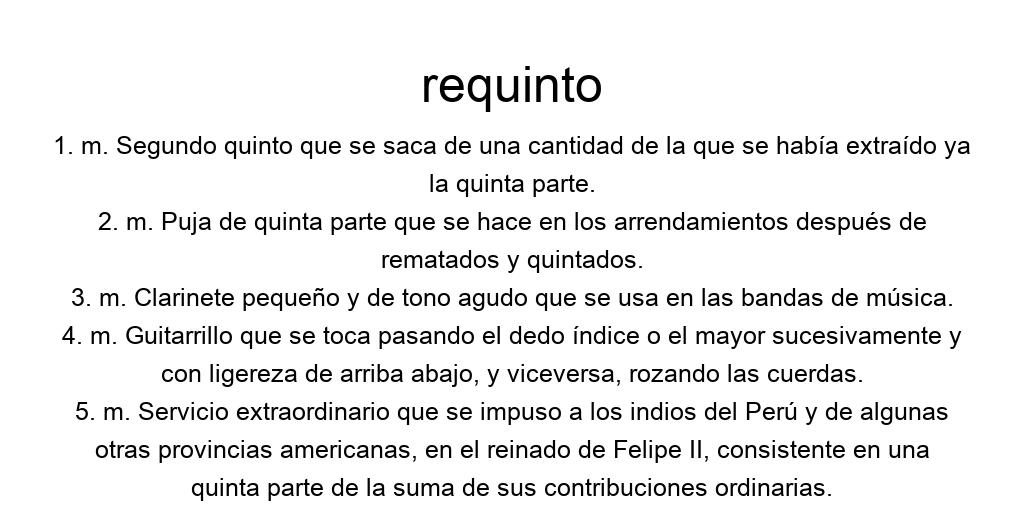 requinto
1. m. Segundo quinto que se saca de una cantidad de la que se había extraído ya
la quinta parte.
2. m. Puja de quinta parte que se hace en los arrendamientos después de
rematados y quintados.
3. m. Clarinete pequeño y de tono agudo que se usa en las bandas de música.
4. m. Guitarrillo que se toca pasando el dedo índice o el mayor sucesivamente y
con ligereza de arriba abajo, y viceversa, rozando las cuerdas.
5. m. Servicio extraordinario que se impuso a los indios del Perú y de algunas
otras provincias americanas, en el reinado de Felipe II, consistente en una
quinta parte de la suma de sus contribuciones ordinarias.